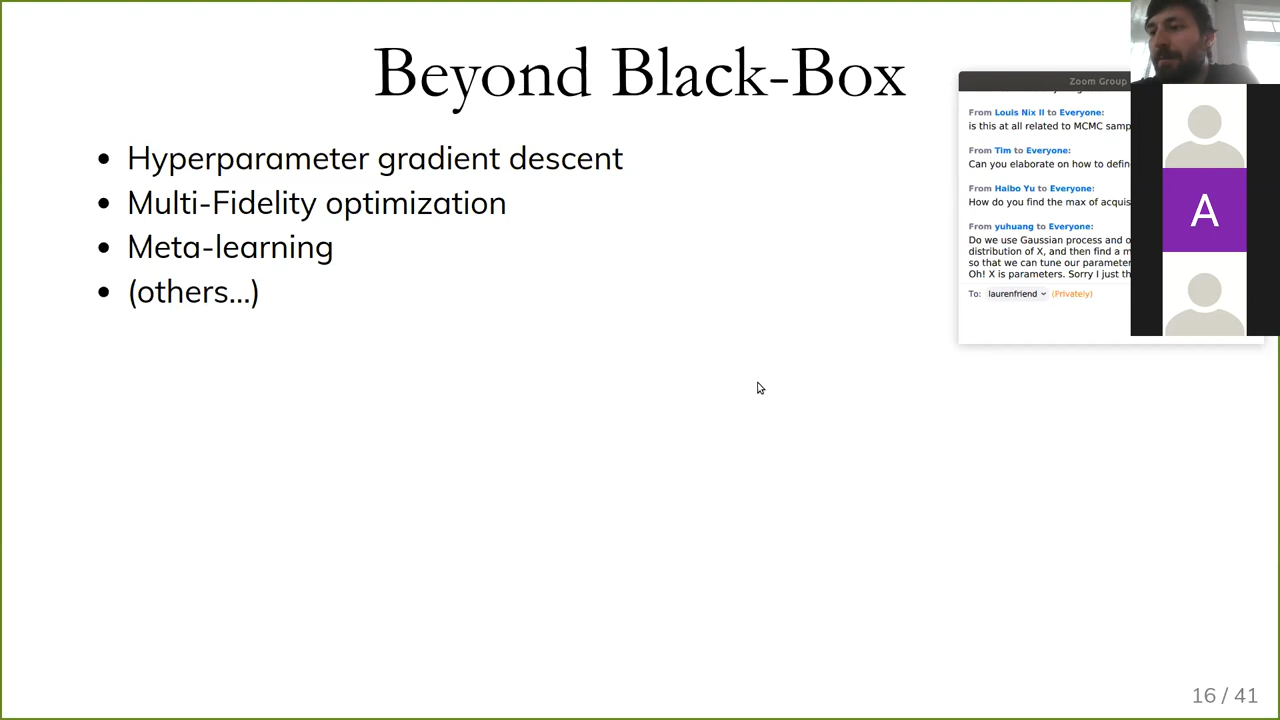 Beyond Black-Box
• Hyperparameter gradient descent
• Multi-Fidelity optimization
• Meta-learning
• (others...)
Zoom Group
From Louis Nix II to Everyone:
is this at all related to MCMC samp
From Tim to Everyone:
Can you elaborate on how to defin
From Haibo Yu to Everyone:
How do you find the max of acquis
From yuhuang to Everyone:
Do we use Gaussian process and o
distribution of X, and then find a m
so that we can tune our parameter
Oh! X is parameters. Sorry I just th
To: laurenfriend (Privately)
A
16 / 41